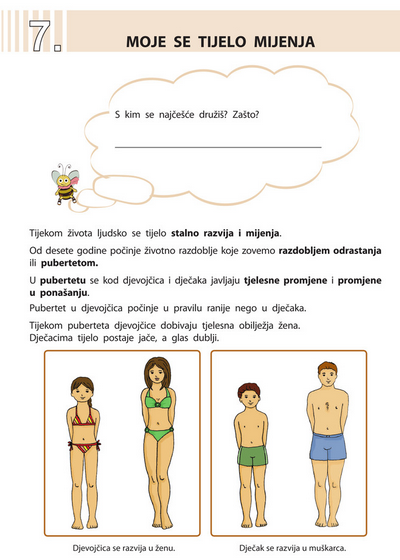 7.
MOJE SE TIJELO MIJENJA
S kim se najčešće družiš? Zašto?
Tijekom života ljudsko se tijelo stalno razvija i mijenja.
Od desete godine počinje životno razdoblje koje zovemo razdobljem odrastanja
ili pubertetom.
U pubertetu se kod djevojčica i dječaka javljaju tjelesne promjene i promjene
u ponašanju.
Pubertet u djevojčica počinje u pravilu ranije nego u dječaka.
Tijekom puberteta djevojčice dobivaju tjelesna obilježja žena.
Dječacima tijelo postaje jače, a glas dublji.
Djevojčica se razvija u ženu.
Dječak se razvija u muškarca.